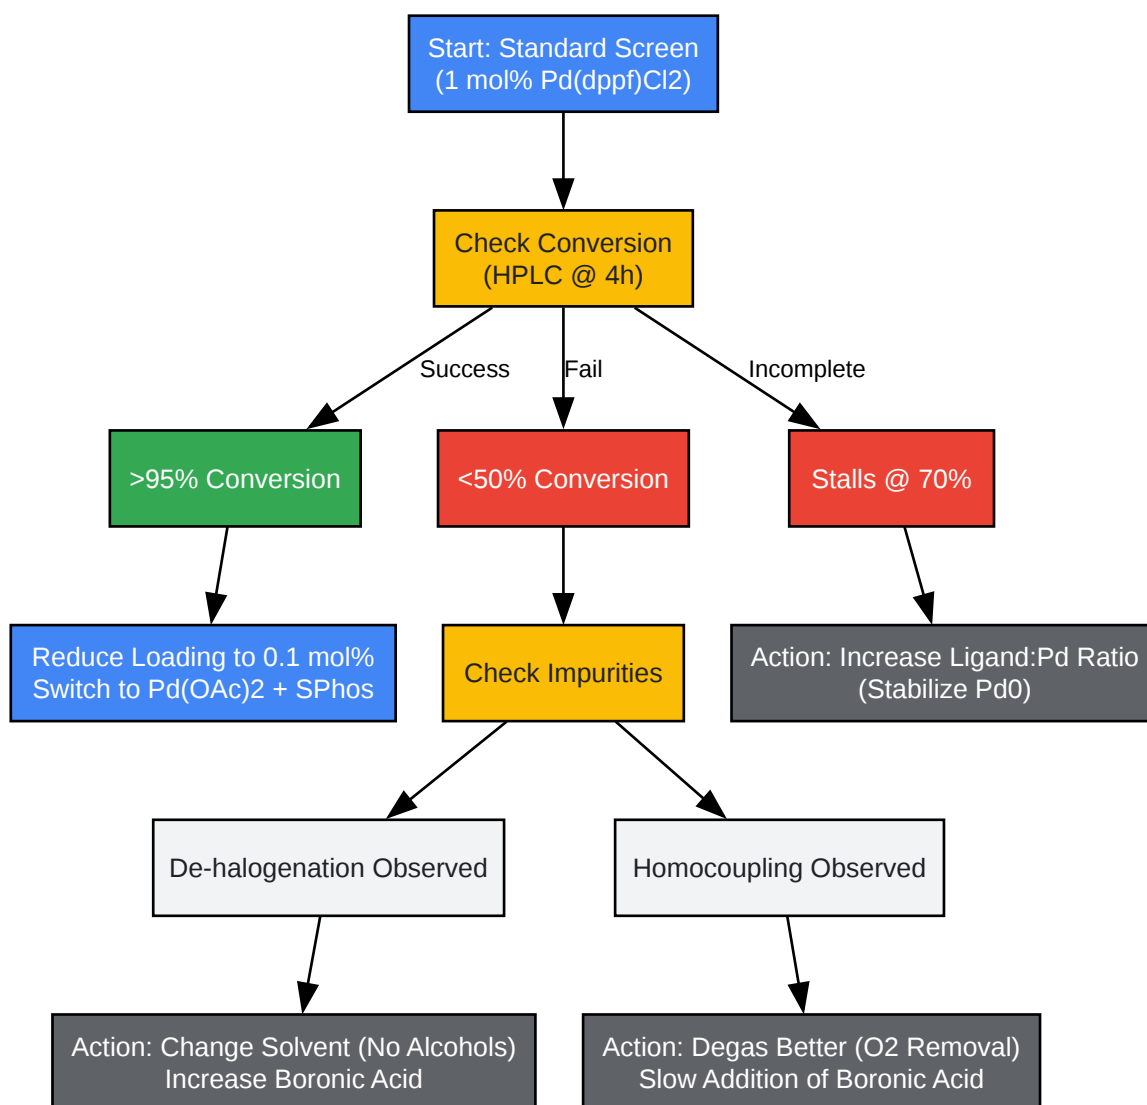 Start: Standard Screen
(1 mol% Pd(dppf)Cl2)
Check Conversion
(HPLC @ 4h)
Success
Fail
Incomplete
>95% Conversion
<50% Conversion
Stalls @ 70%
Reduce Loading to 0.1 mol%
Switch to Pd(OAc)2 + SPhos
Check Impurities
Action: Increase Ligand:Pd Ratio
(Stabilize Pd0)
De-halogenation Observed
Homocoupling Observed
Action: Change Solvent (No Alcohols)
Increase Boronic Acid
Action: Degas Better (O2 Removal)
Slow Addition of Boronic Acid